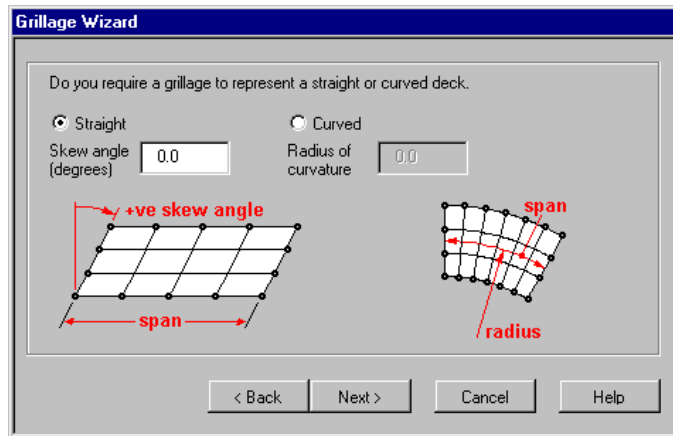 Grillage Wizard
Do you require a grillage to represent a straight or curved deck.
Straight
Skew angle
(degrees)
0.0
Curved
Radius of
curvature
0.0
+ve skew angle
span
span
radius
< Back
Next >
Cancel
Help